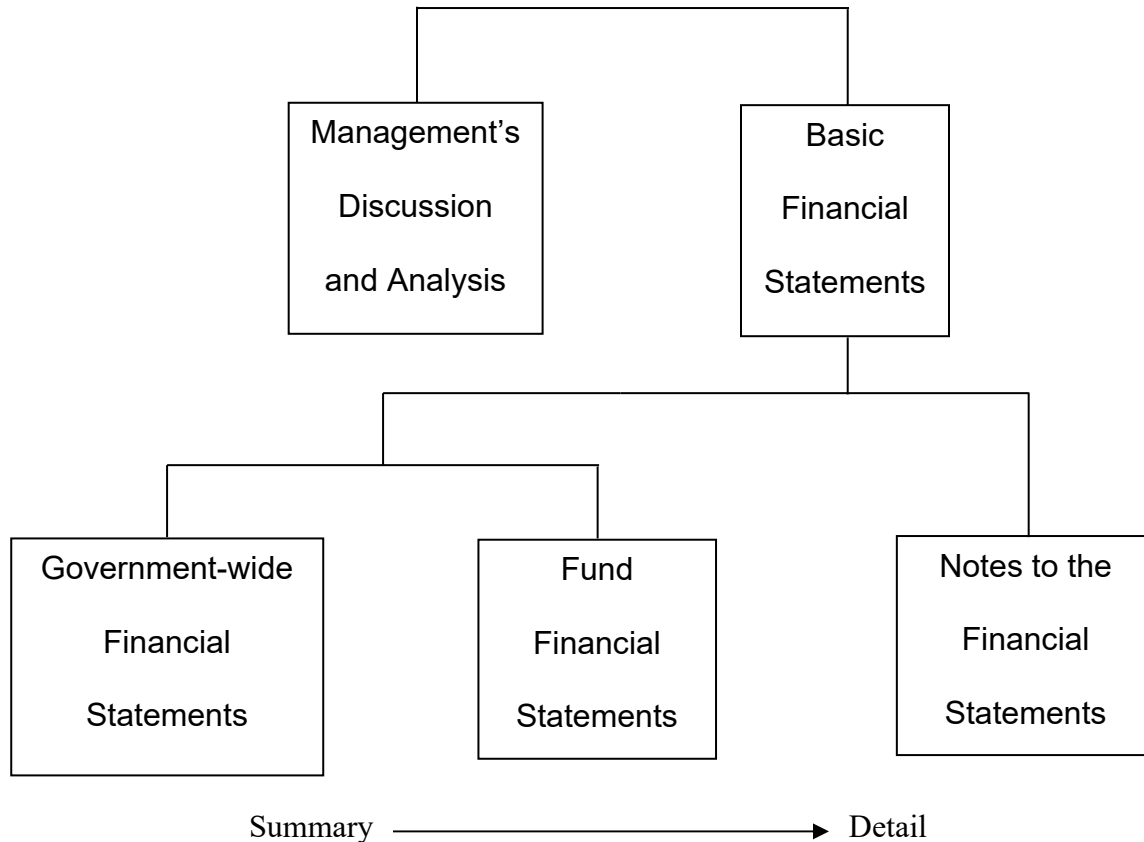 Management’s
Discussion
and Analysis
Basic
Financial
Statements
Government-wide
Financial
Statements
Fund
Financial
Statements
Notes to the
Financial
Statements
Summary
Detail